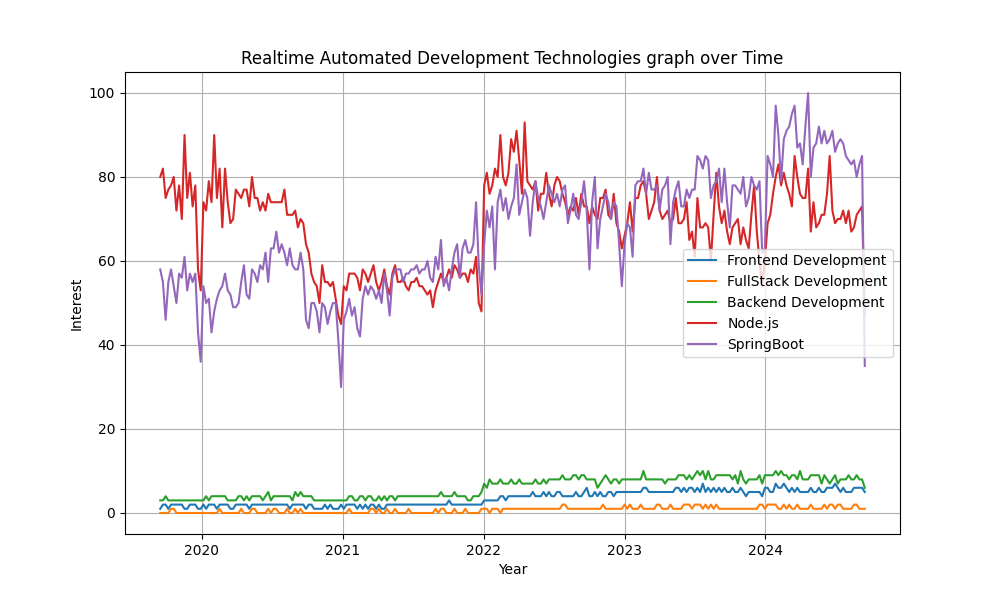 Realtime Automated Development Technologies graph over Time
100
80
60
40
20
0
Interest
Frontend Development
FullStack Development
Backend Development
Node.js
SpringBoot
2020 2021 2022 2023 2024
Year